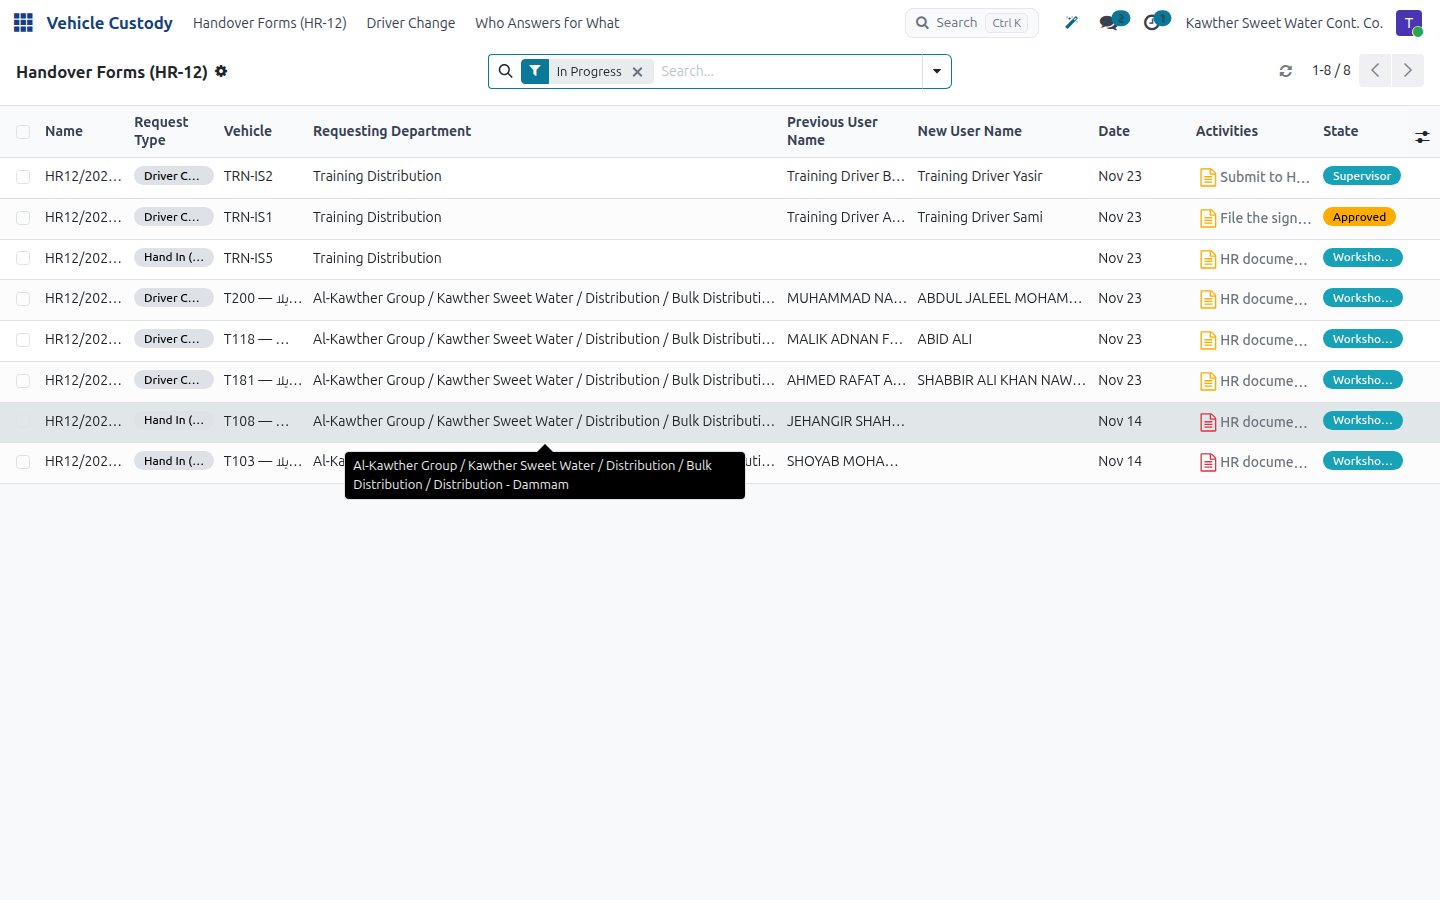 Vehicle Custody Handover Forms (HR-12) Driver Change Who Answers for What Search Ctrl K 2 Kawther Sweet Water Cont. Co. T
Handover Forms (HR-12) In Progress Search... 1-8 / 8
Name Request Type Vehicle Requesting Department Previous User Name New User Name Date Activities State
HR12/202... Driver C... TRN-IS2 Training Distribution Training Driver B... Training Driver Yasir Nov 23 Submit to H... Supervisor
HR12/202... Driver C... TRN-IS1 Training Distribution Training Driver A... Training Driver Sami Nov 23 File the sign... Approved
HR12/202... Hand In (... TRN-IS5 Training Distribution Nov 23 HR docume... Worksho...
HR12/202... Driver C... T200 — ... Al-Kawther Group / Kawther Sweet Water / Distribution / Bulk Distributi... MUHAMMAD NA... ABDUL JALEEL MOHAM... Nov 23 HR docume... Worksho...
HR12/202... Driver C... T118 — ... Al-Kawther Group / Kawther Sweet Water / Distribution / Bulk Distributi... MALIK ADNAN F... ABID ALI Nov 23 HR docume... Worksho...
HR12/202... Driver C... T181 — ... Al-Kawther Group / Kawther Sweet Water / Distribution / Bulk Distributi... AHMED RAFAT A... SHABBIR ALI KHAN NAW... Nov 23 HR docume... Worksho...
HR12/202... Hand In (... T108 — ... Al-Kawther Group / Kawther Sweet Water / Distribution / Bulk Distributi... JEHANGIR SHAH... Nov 14 HR docume... Worksho...
HR12/202... Hand In (... T103 — ... Al-Ka uti... SHOYAB MOHA... Nov 14 HR docume... Worksho...
Al-Kawther Group / Kawther Sweet Water / Distribution / Bulk
Distribution / Distribution - Dammam